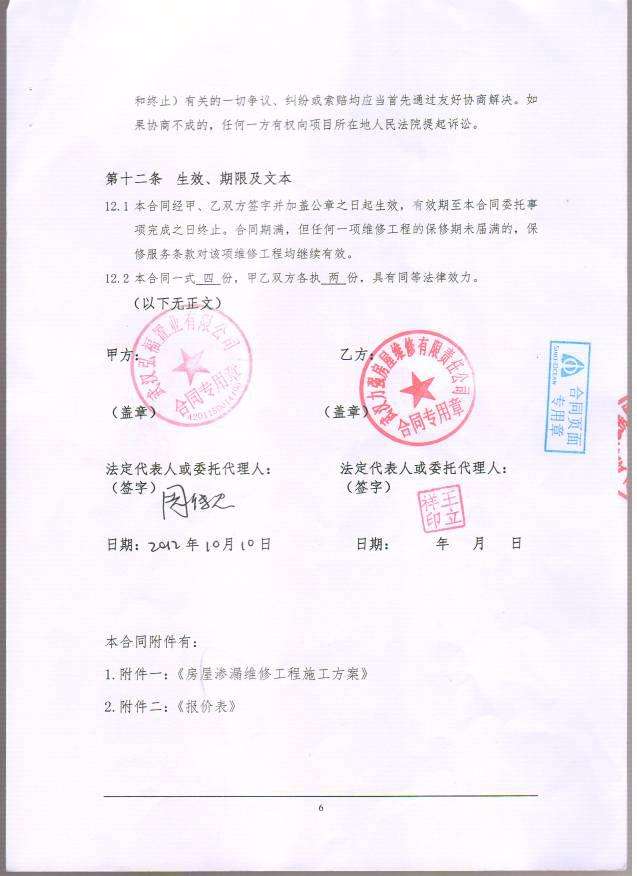 和终止）有关的一切争议、纠纷或索赔均应当首先通过友好协商解决。如
果协商不成的，任何一方有权向项目所在地人民法院提起诉讼。
第十二条 生效、期限及文本
12.1 本合同经甲、乙双方签字并加盖公章之日起生效，有效期至本合同委托事
项完成之日终止。合同期满，但任何一项维修工程的保修期未届满的，保
修服务条款对该项维修工程均继续有效。
12.2 本合同一式 四 份，甲乙双方各执 两 份，具有同等法律效力。
（以下无正文）
甲方：
武汉弘福置业有限公司
合同专用章
（盖章）
法定代表人或委托代理人：
（签字）
日期：2012 年 10 月 10 日
乙方：
力强房屋维修有限责任公司
合同专用章
（盖章）
法定代表人或委托代理人：
（签字）
王立祥印
日期： 年 月 日
合同页面
专用章
本合同附件有：
1.附件一：《房屋渗漏维修工程施工方案》
2.附件二：《报价表》
6